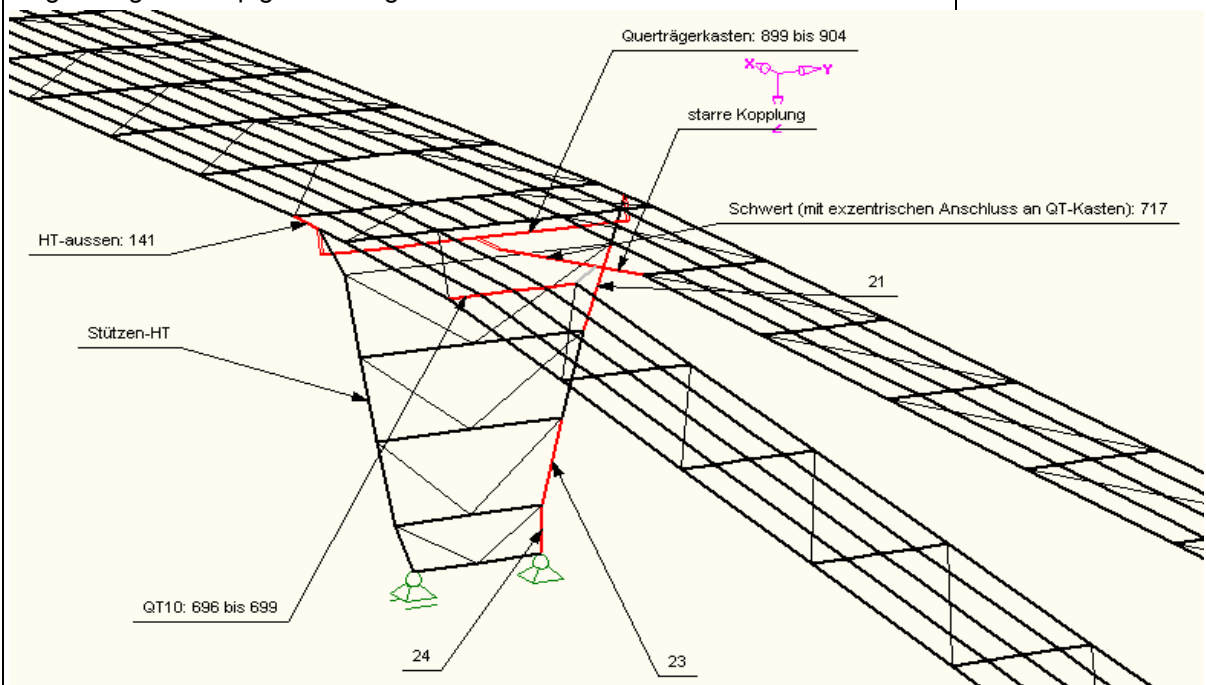 Querträgerkasten: 899 bis 904
X
Y
Z
starre Kopplung
Schwert (mit exzentrischen Anschluss an QT-Kasten): 717
HT-aussen: 141
21
Stützen-HT
QT10: 696 bis 699
24
23